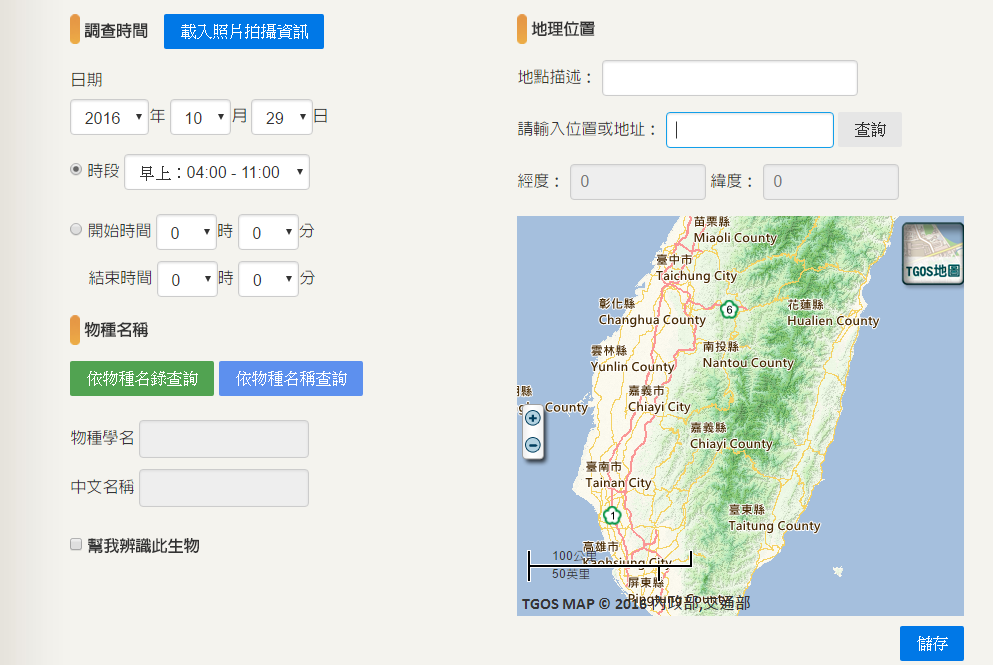 調查時間 載入照片拍攝資訊
日期
2016 年 10 月 29 日
時段 早上：04:00 - 11:00
開始時間 0 時 0 分
結束時間 0 時 0 分
物種名稱
依物種名錄查詢 依物種名稱查詢
物種學名
中文名稱
幫我辨識此生物
地理位置
地點描述：
請輸入位置或地址： 查詢
經度： 0 緯度： 0
苗栗縣
Miaoli County
TGOS地圖
臺中市
Taichung City
彰化縣
Changhua County
6
花蓮縣
Hualien County
雲林縣
Yunlin County
南投縣
Nantou County
嘉義市
Chiayi City
縣
County
嘉義縣
Chiayi County
臺南市
Tainan City
1
臺東縣
Taitung County
高雄市
Kaohsiung City
100公里
50英里
屏東縣
Pingtung County
TGOS MAP © 2016 內政部,交通部
儲存